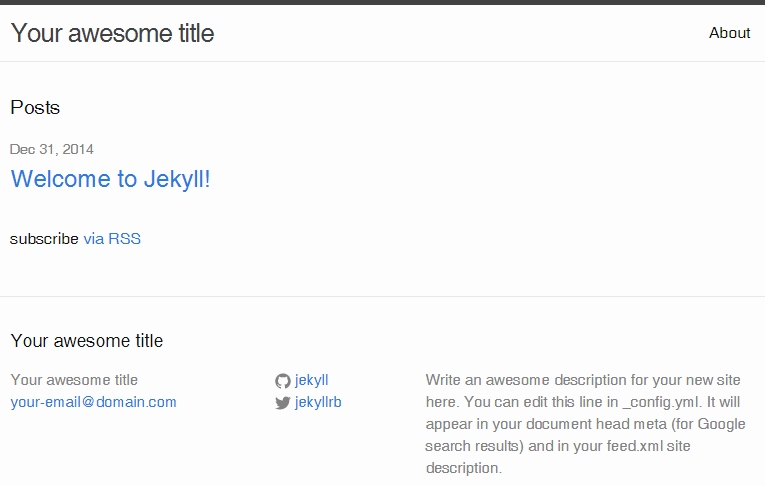 Your awesome title
About
Posts
Dec 31, 2014
Welcome to Jekyll!
subscribe via RSS
Your awesome title
Your awesome title
your-email@domain.com
jekyll
jekyllrb
Write an awesome description for your new site
here. You can edit this line in _config.yml. It will
appear in your document head meta (for Google
search results) and in your feed.xml site
description.